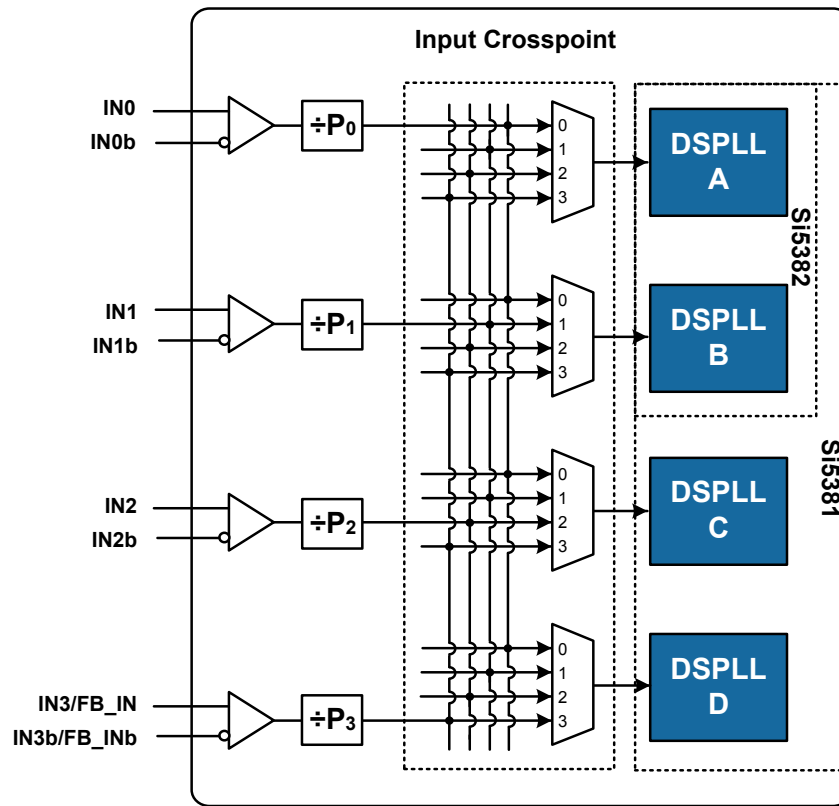 Input Crosspoint
IN0
IN0b
÷P0
0
1
2
3
DSPLL
A
Si5382
IN1
IN1b
÷P1
0
1
2
3
DSPLL
B
Si5381
IN2
IN2b
÷P2
0
1
2
3
DSPLL
C
IN3/FB_IN
IN3b/FB_INb
÷P3
0
1
2
3
DSPLL
D